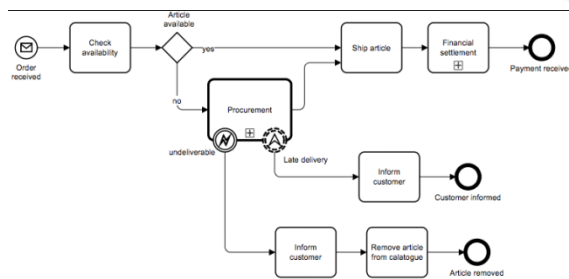 Article
available
Check
availability
yes
Ship article
Financial
settlement
Order
received
Payment received
no
Procurement
undeliverable
Late delivery
Inform
customer
Customer informed
Inform
customer
Remove article
from calatogue
Article removed